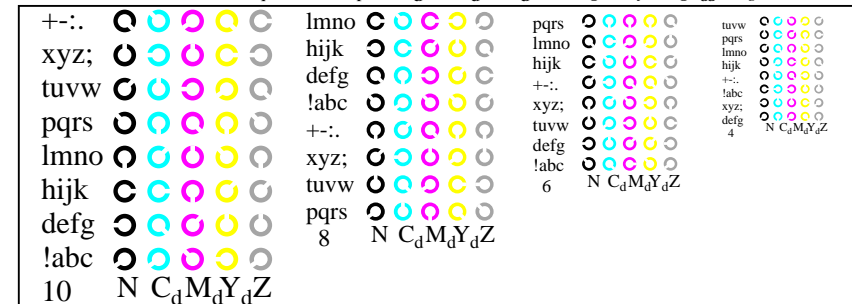 +-:.
xyz;
tuvw
pqrs
lmno
hijk
defg
!abc
10 N CdMdYdZ
lmno
hijk
defg
!abc
+-:.
xyz;
tuvw
pqrs
8 N CdMdYdZ
pqrs
lmno
hijk
+-:.
xyz;
tuvw
defg
!abc
6 N CdMdYdZ
tuvw
pqrs
lmno
hijk
+-:.
!abc
xyz;
defg
4 N CdMdYdZ